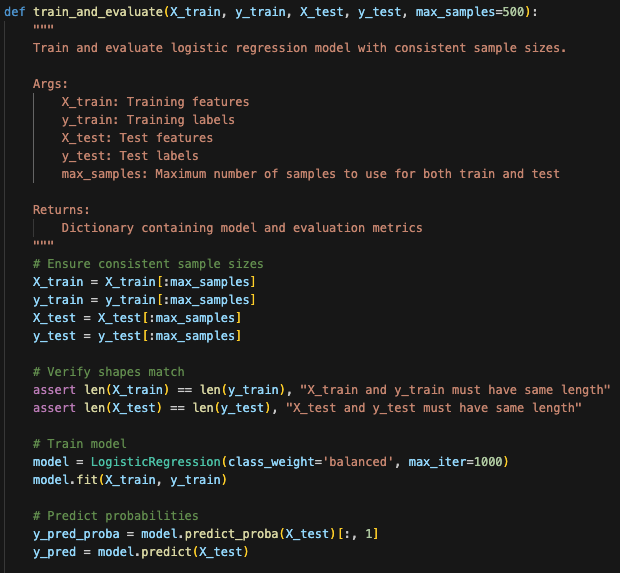 def train_and_evaluate(X_train, y_train, X_test, y_test, max_samples=500):
"""
Train and evaluate logistic regression model with consistent sample sizes.
Args:
X_train: Training features
y_train: Training labels
X_test: Test features
y_test: Test labels
max_samples: Maximum number of samples to use for both train and test
Returns:
Dictionary containing model and evaluation metrics
"""
# Ensure consistent sample sizes
X_train = X_train[:max_samples]
y_train = y_train[:max_samples]
X_test = X_test[:max_samples]
y_test = y_test[:max_samples]
# Verify shapes match
assert len(X_train) == len(y_train), "X_train and y_train must have same length"
assert len(X_test) == len(y_test), "X_test and y_test must have same length"
# Train model
model = LogisticRegression(class_weight='balanced', max_iter=1000)
model.fit(X_train, y_train)
# Predict probabilities
y_pred_proba = model.predict_proba(X_test)[:, 1]
y_pred = model.predict(X_test)